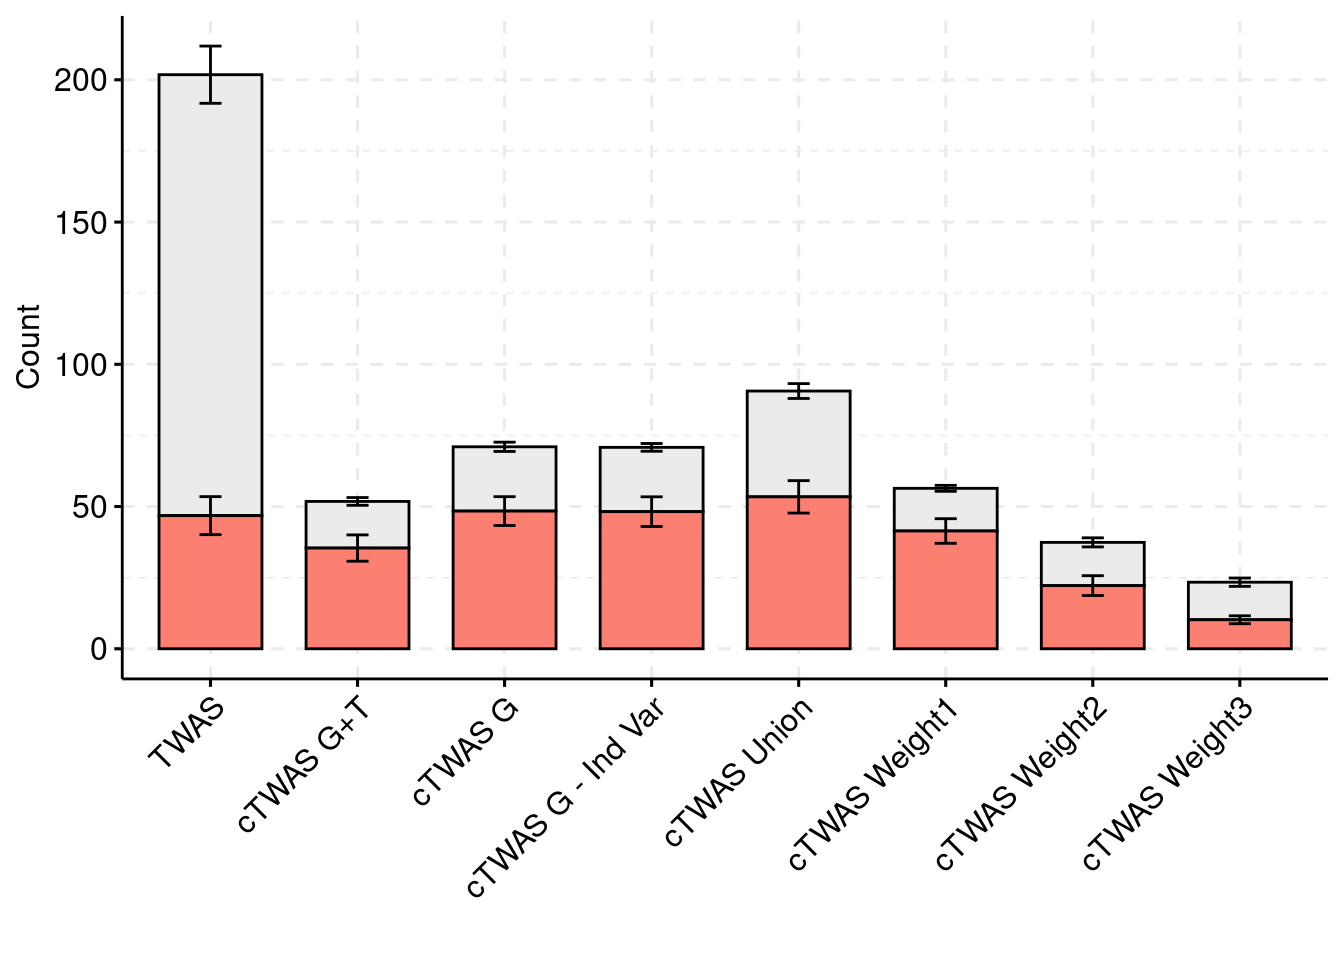 200
150
100
50
0
Count
TWAS
cTWAS G+T
cTWAS G
cTWAS G - Ind Var
cTWAS Union
cTWAS Weight1
cTWAS Weight2
cTWAS Weight3